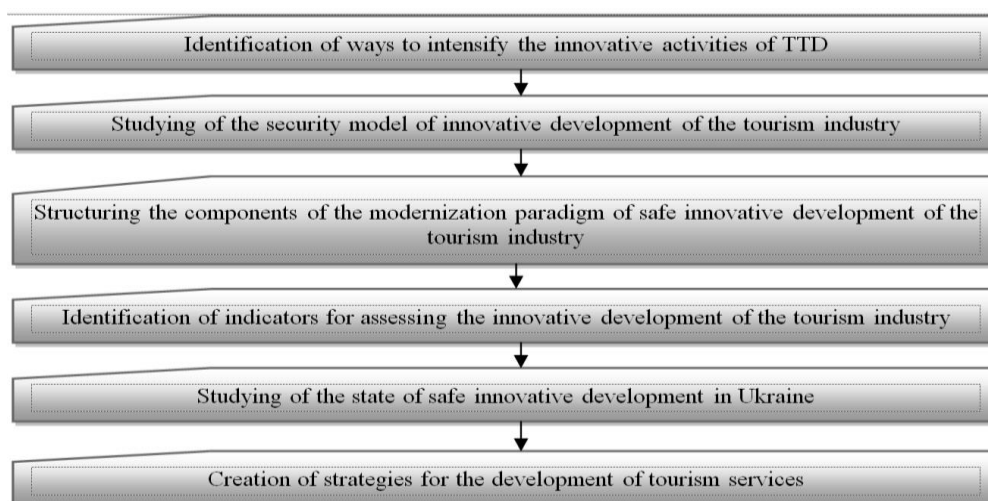 Identification of ways to intensify the innovative activities of TTD
Studying of the security model of innovative development of the tourism industry
Structuring the components of the modernization paradigm of safe innovative development of the
tourism industry
Identification of indicators for assessing the innovative development of the tourism industry
Studying of the state of safe innovative development in Ukraine
Creation of strategies for the development of tourism services